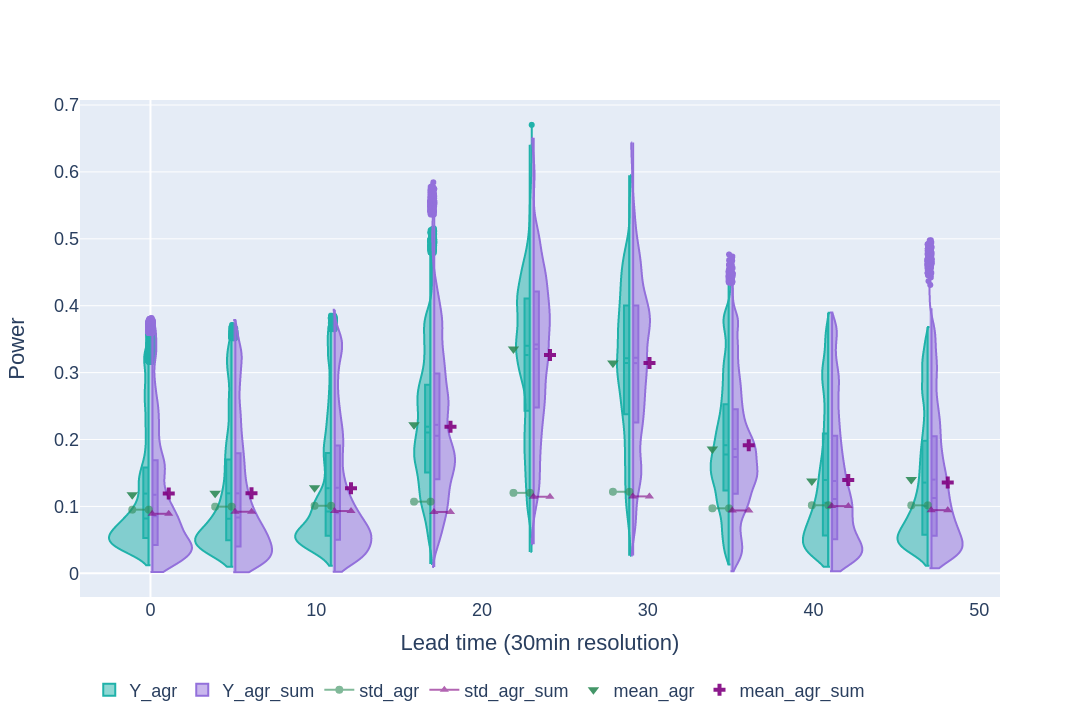 0.7
0.6
0.5
0.4
0.3
0.2
0.1
0
Power
0 10 20 30 40 50
Lead time (30min resolution)
Y_agr Y_agr_sum std_agr std_agr_sum mean_agr mean_agr_sum